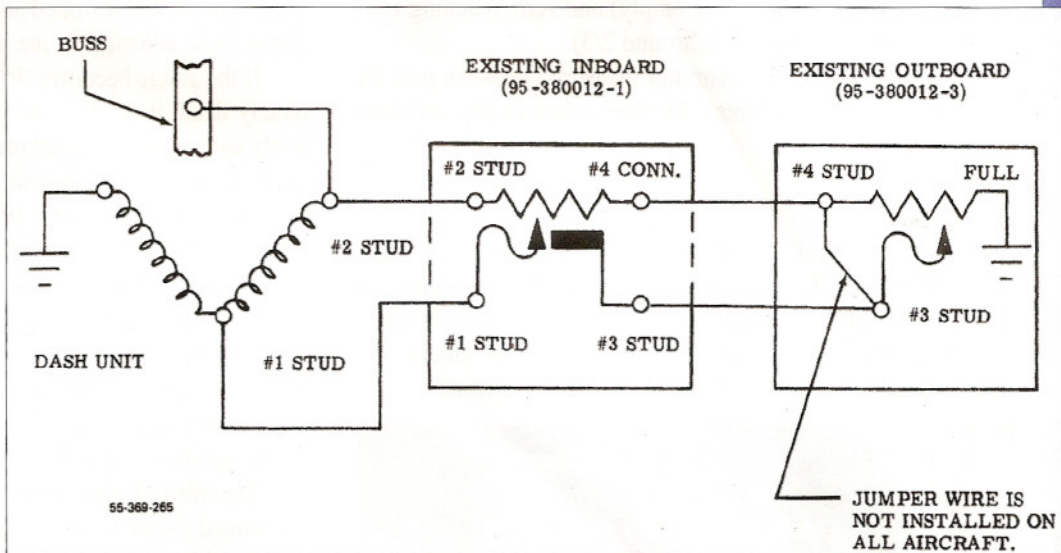 BUSS
EXISTING INBOARD
(95-380012-1)
EXISTING OUTBOARD
(95-380012-3)
#2 STUD
#4 CONN.
#4 STUD
FULL
#2 STUD
#1 STUD
#3 STUD
#3 STUD
DASH UNIT
#1 STUD
55-369-265
JUMPER WIRE IS
NOT INSTALLED ON
ALL AIRCRAFT.